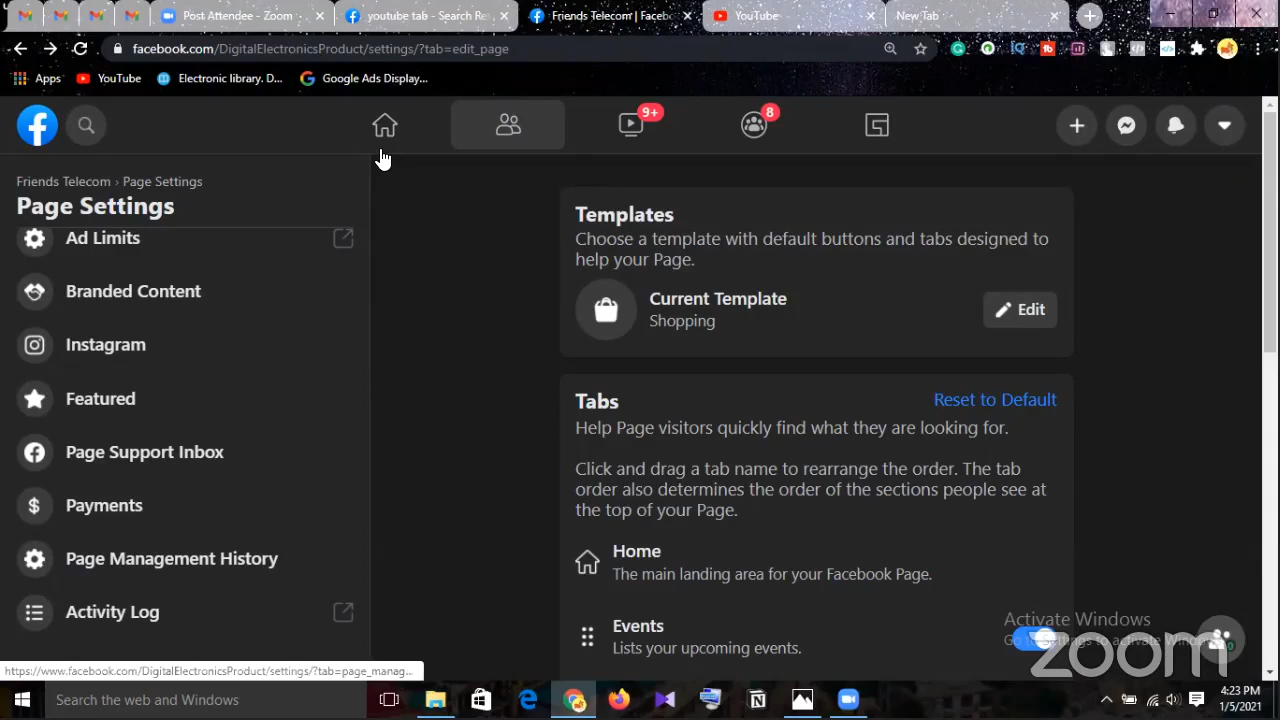 Post Attendee - Zoom
youtube tab - Search Re
Friends Telecom | Faceb
YouTube
New Tab
facebook.com/DigitalElectronicsProduct/settings/?tab=edit_page
Apps
YouTube
Electronic library. D...
Google Ads Display...
9+
8
Friends Telecom › Page Settings
Page Settings
Ad Limits
Branded Content
Instagram
Featured
Page Support Inbox
Payments
Page Management History
Activity Log
Templates
Choose a template with default buttons and tabs designed to
help your Page.
Current Template
Shopping
Edit
Tabs
Reset to Default
Help Page visitors quickly find what they are looking for.
Click and drag a tab name to rearrange the order. The tab
order also determines the order of the sections people see at
the top of your Page.
Home
The main landing area for your Facebook Page.
Events
Lists your upcoming events.
Activate Windows
Go to Settings to activate Windows.
zoom
https://www.facebook.com/DigitalElectronicsProduct/settings/?tab=page_manag...
Search the web and Windows
4:23 PM
1/5/2021